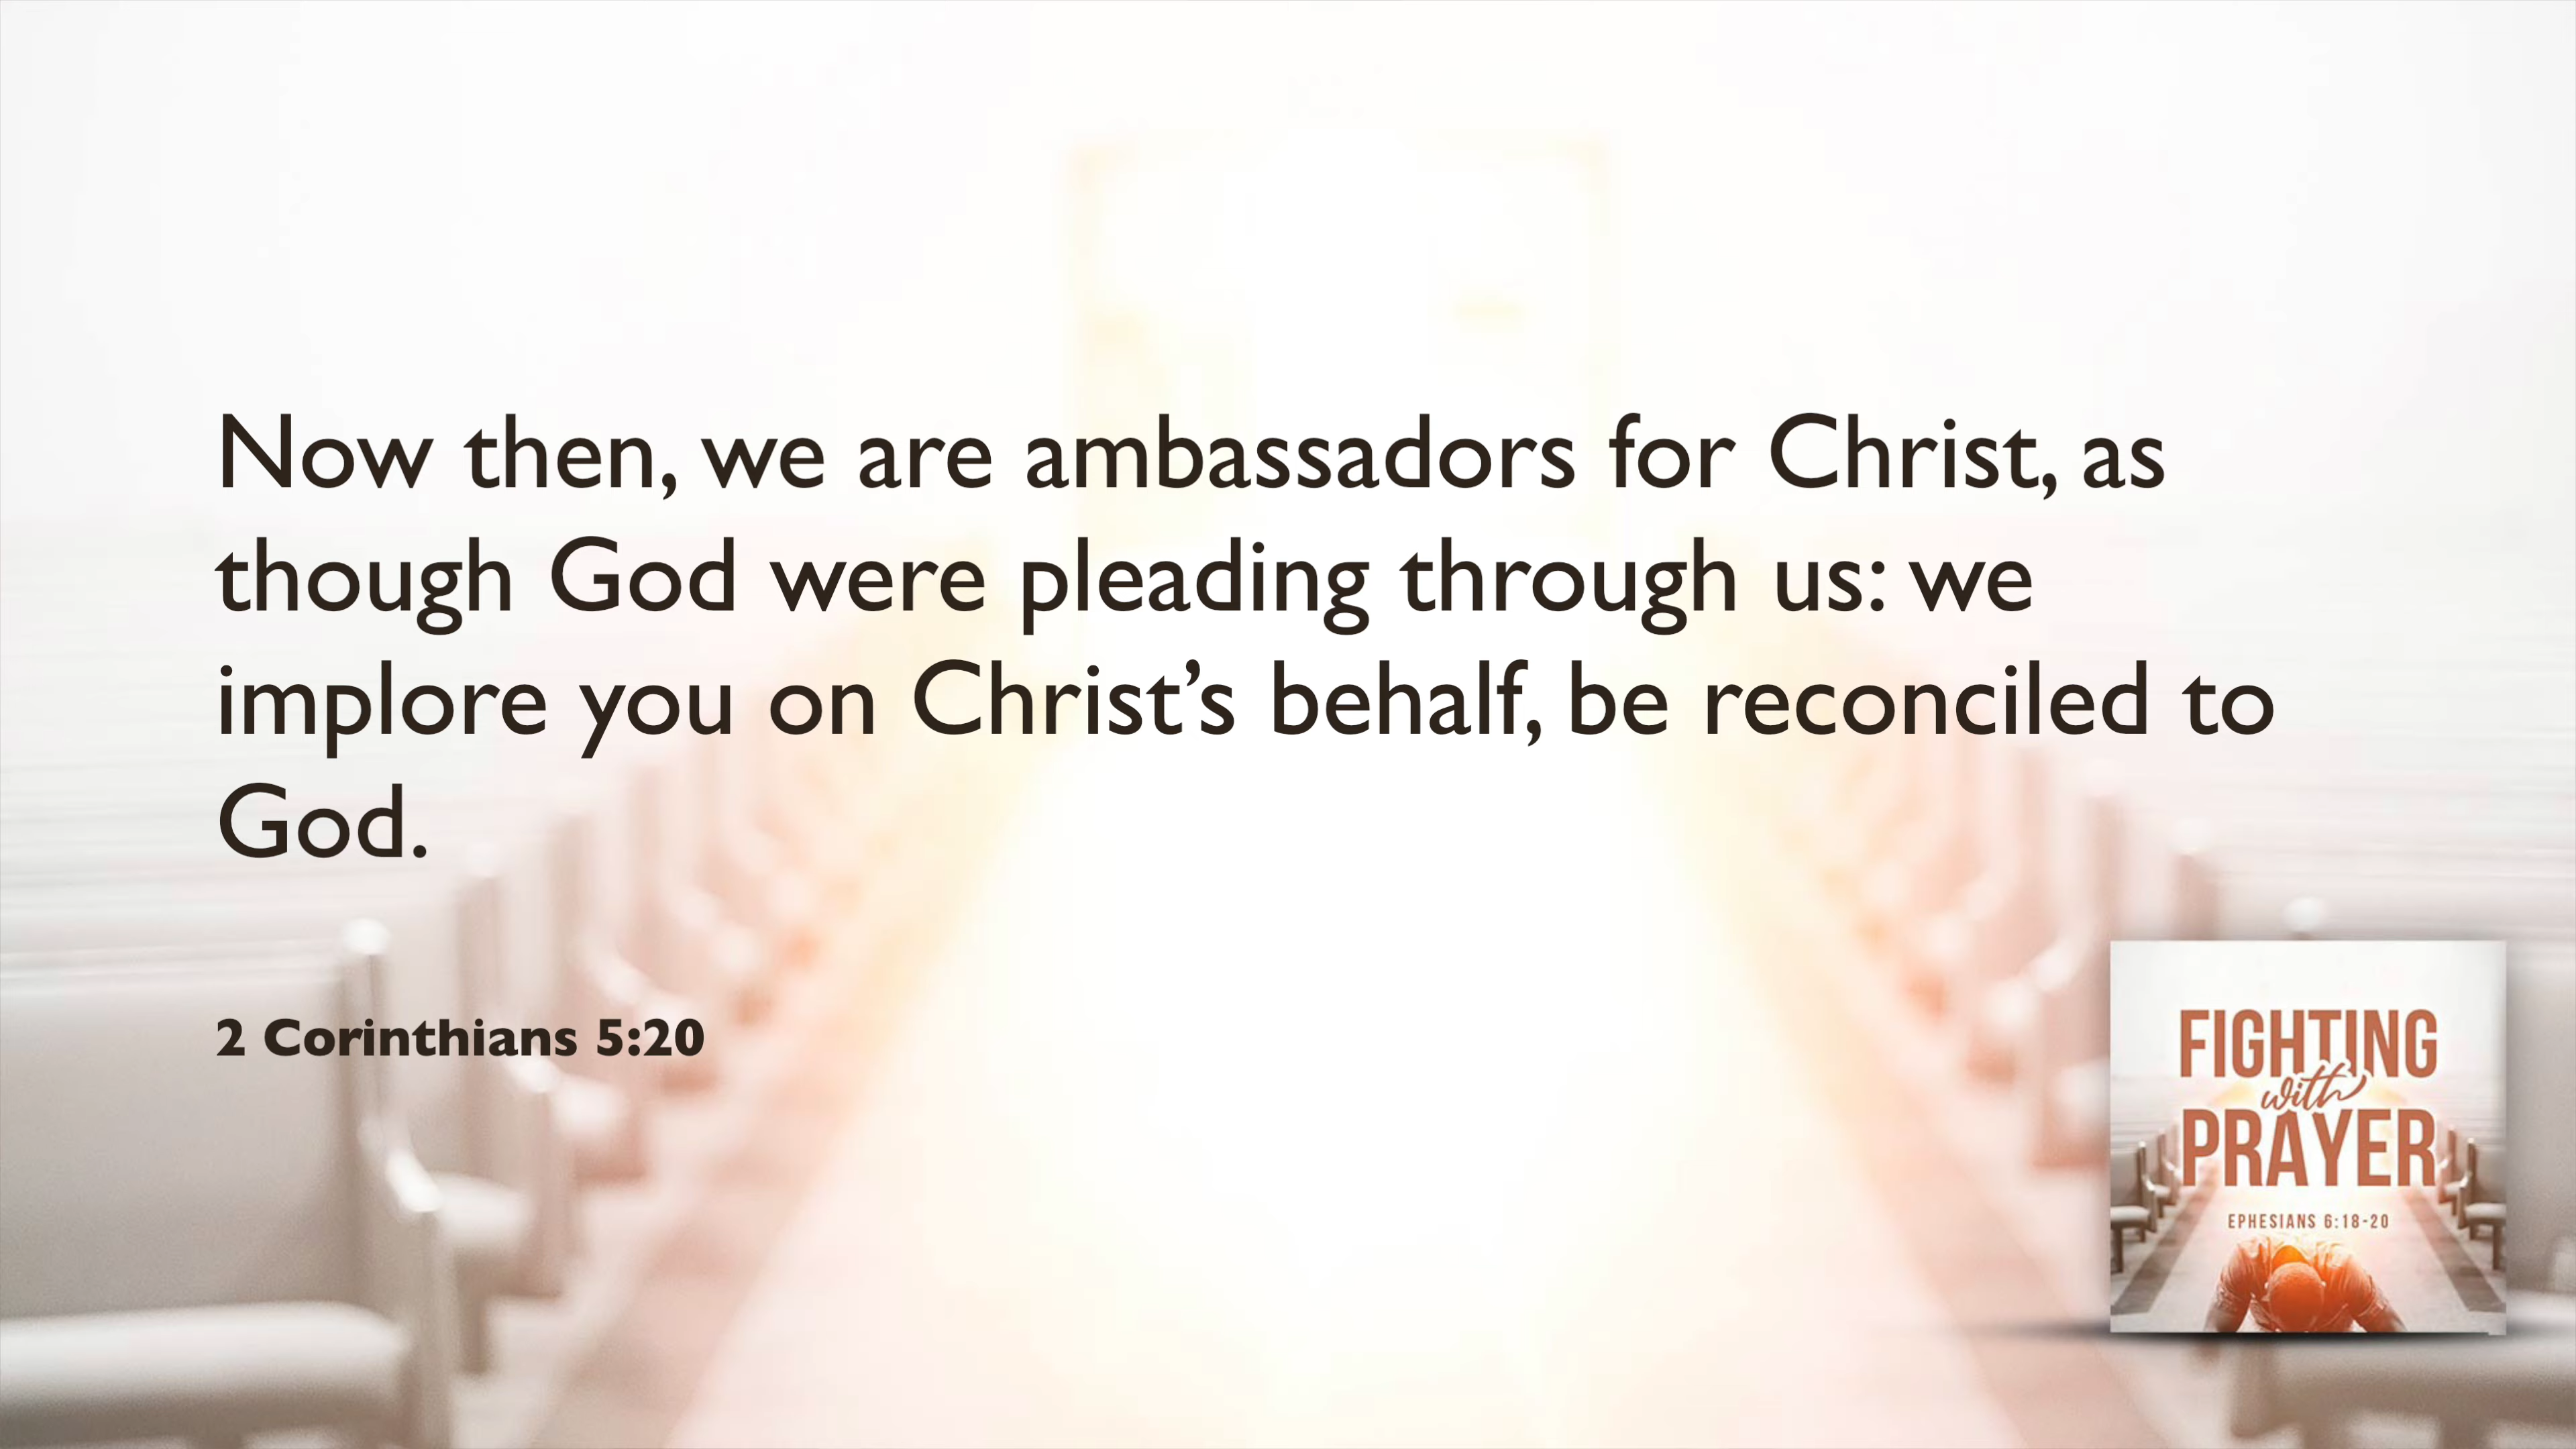 Now then, we are ambassadors for Christ, as
though God were pleading through us: we
implore you on Christ’s behalf, be reconciled to
God.
2 Corinthians 5:20
FIGHTING
with
PRAYER
EPHESIANS 6:18-20